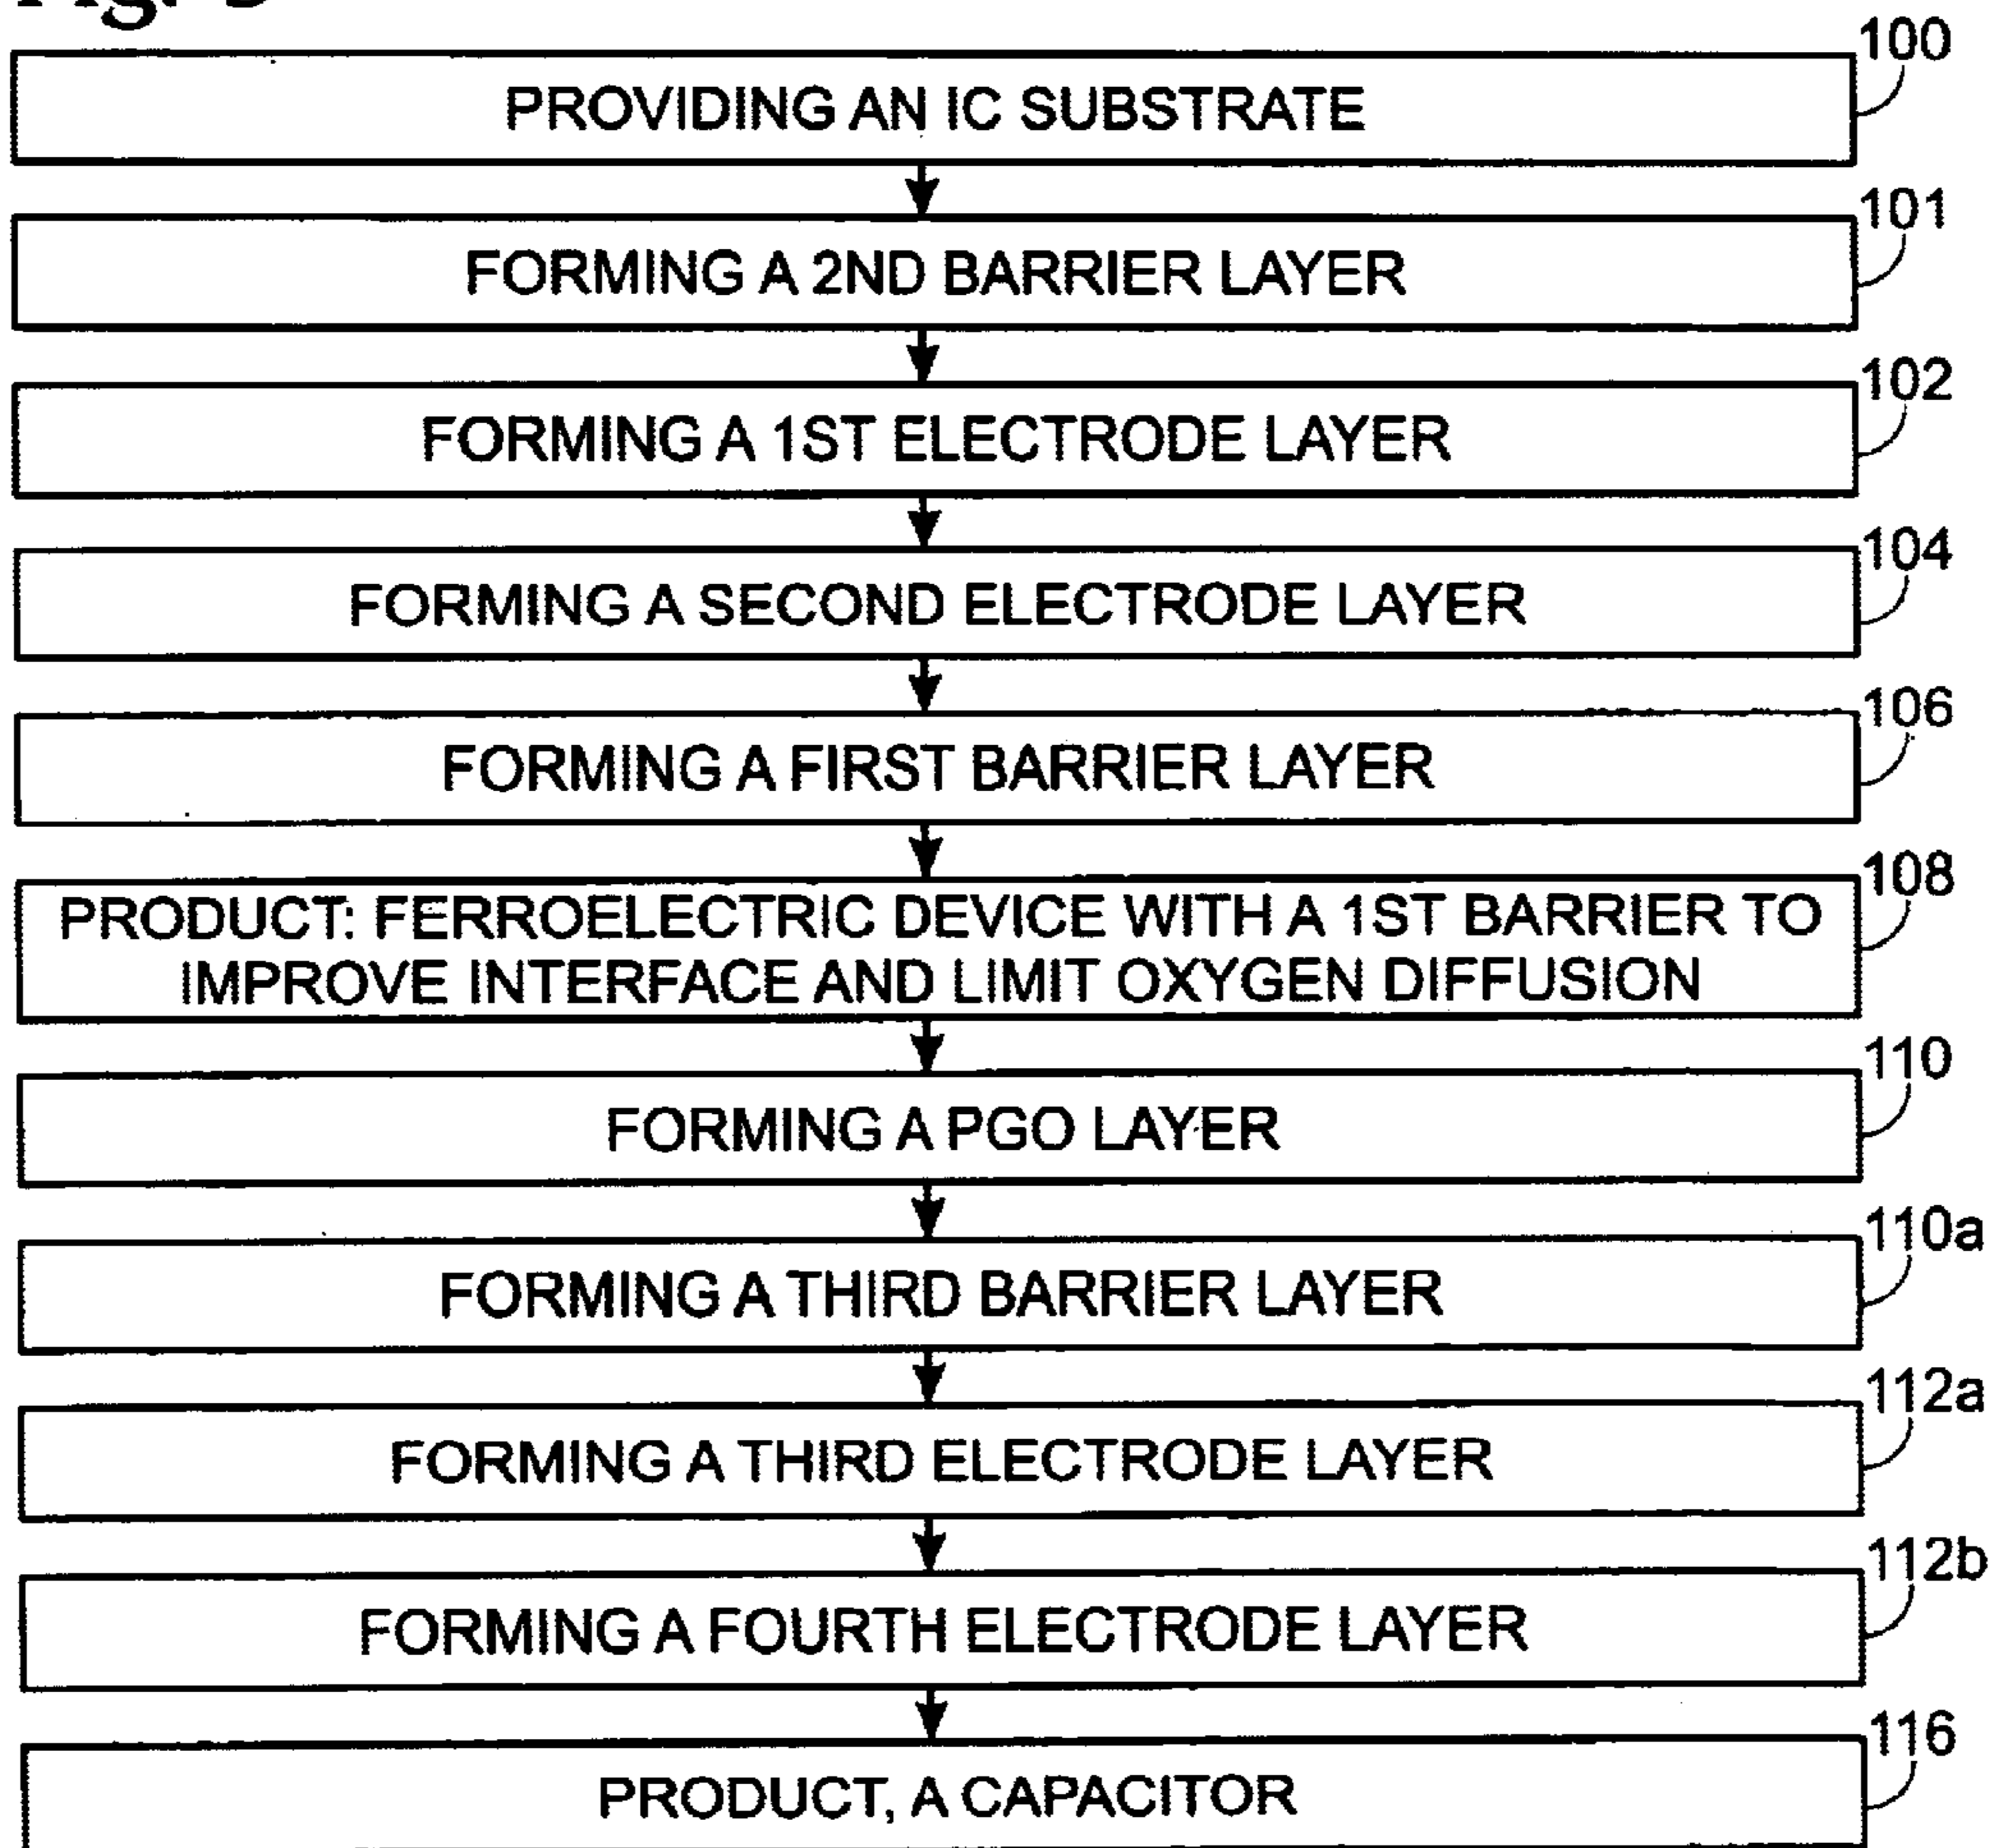 100
PROVIDING AN IC SUBSTRATE
101
FORMING A 2ND BARRIER LAYER
102
FORMING A 1ST ELECTRODE LAYER
104
FORMING A SECOND ELECTRODE LAYER
106
FORMING A FIRST BARRIER LAYER
108
PRODUCT: FERROELECTRIC DEVICE WITH A 1ST BARRIER TO
IMPROVE INTERFACE AND LIMIT OXYGEN DIFFUSION
110
FORMING A PGO LAYER
110a
FORMING A THIRD BARRIER LAYER
112a
FORMING A THIRD ELECTRODE LAYER
112b
FORMING A FOURTH ELECTRODE LAYER
116
PRODUCT, A CAPACITOR